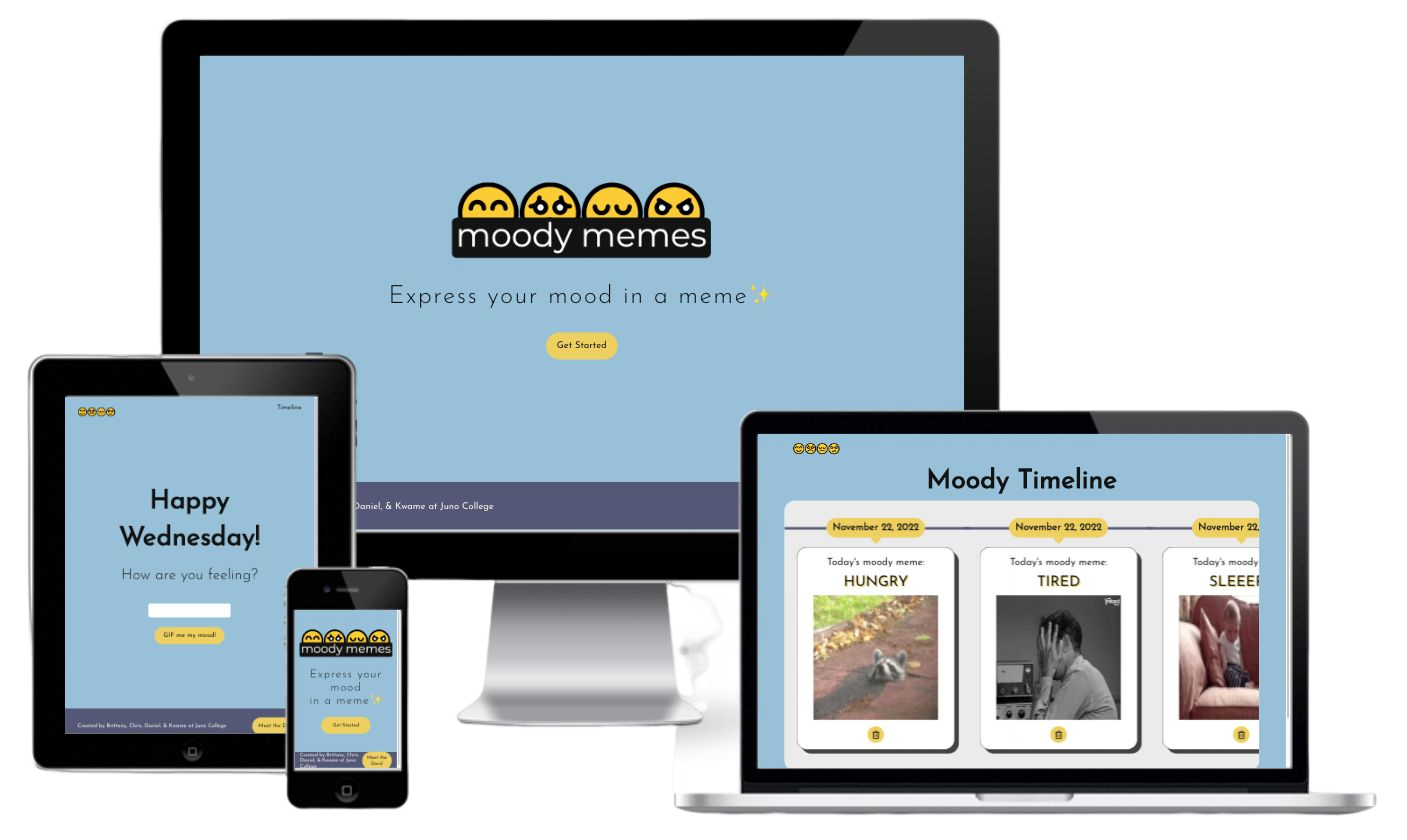 moody memes
Express your mood in a meme✨
Get Started
Daniel, & Kwame at Juno College
Timeline
Happy
Wednesday!
How are you feeling?
GIF me my mood!
Created by Brittany, Chris, Daniel, & Kwame at Juno College
Meet the D
moody memes
Express your
mood
in a meme✨
Get Started
Created by Brittany, Chris,
Daniel, & Kwame at Juno
College
Meet the
Devs!
Moody Timeline
November 22, 2022
November 22, 2022
November 22,
Today's moody meme:
Today's moody meme:
Today's moody
HUNGRY
TIRED
SLEEE